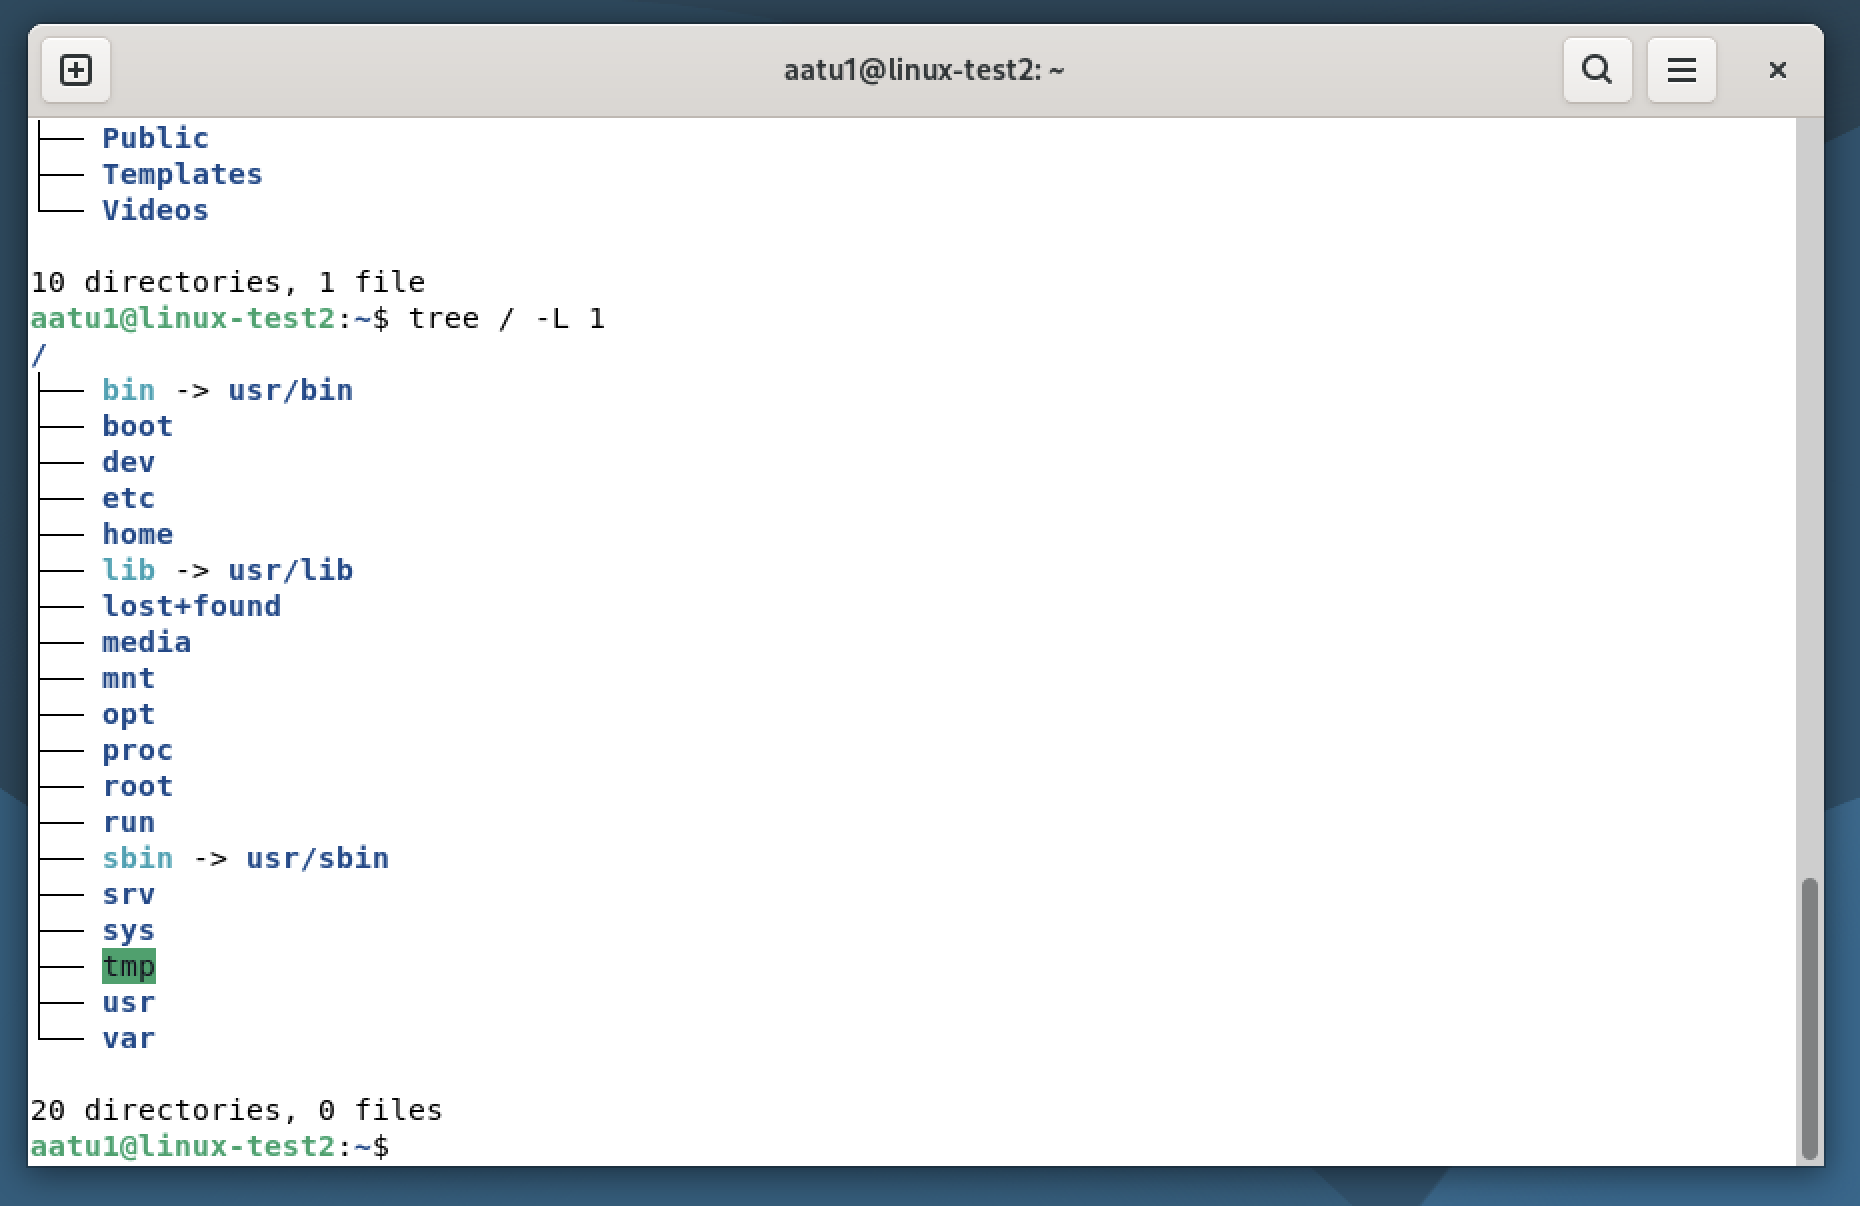 aatu1@linux-test2: ~
├── Public
├── Templates
└── Videos

10 directories, 1 file
aatu1@linux-test2:~$ tree / -L 1
/
├── bin -> usr/bin
├── boot
├── dev
├── etc
├── home
├── lib -> usr/lib
├── lost+found
├── media
├── mnt
├── opt
├── proc
├── root
├── run
├── sbin -> usr/sbin
├── srv
├── sys
├── tmp
├── usr
└── var

20 directories, 0 files
aatu1@linux-test2:~$